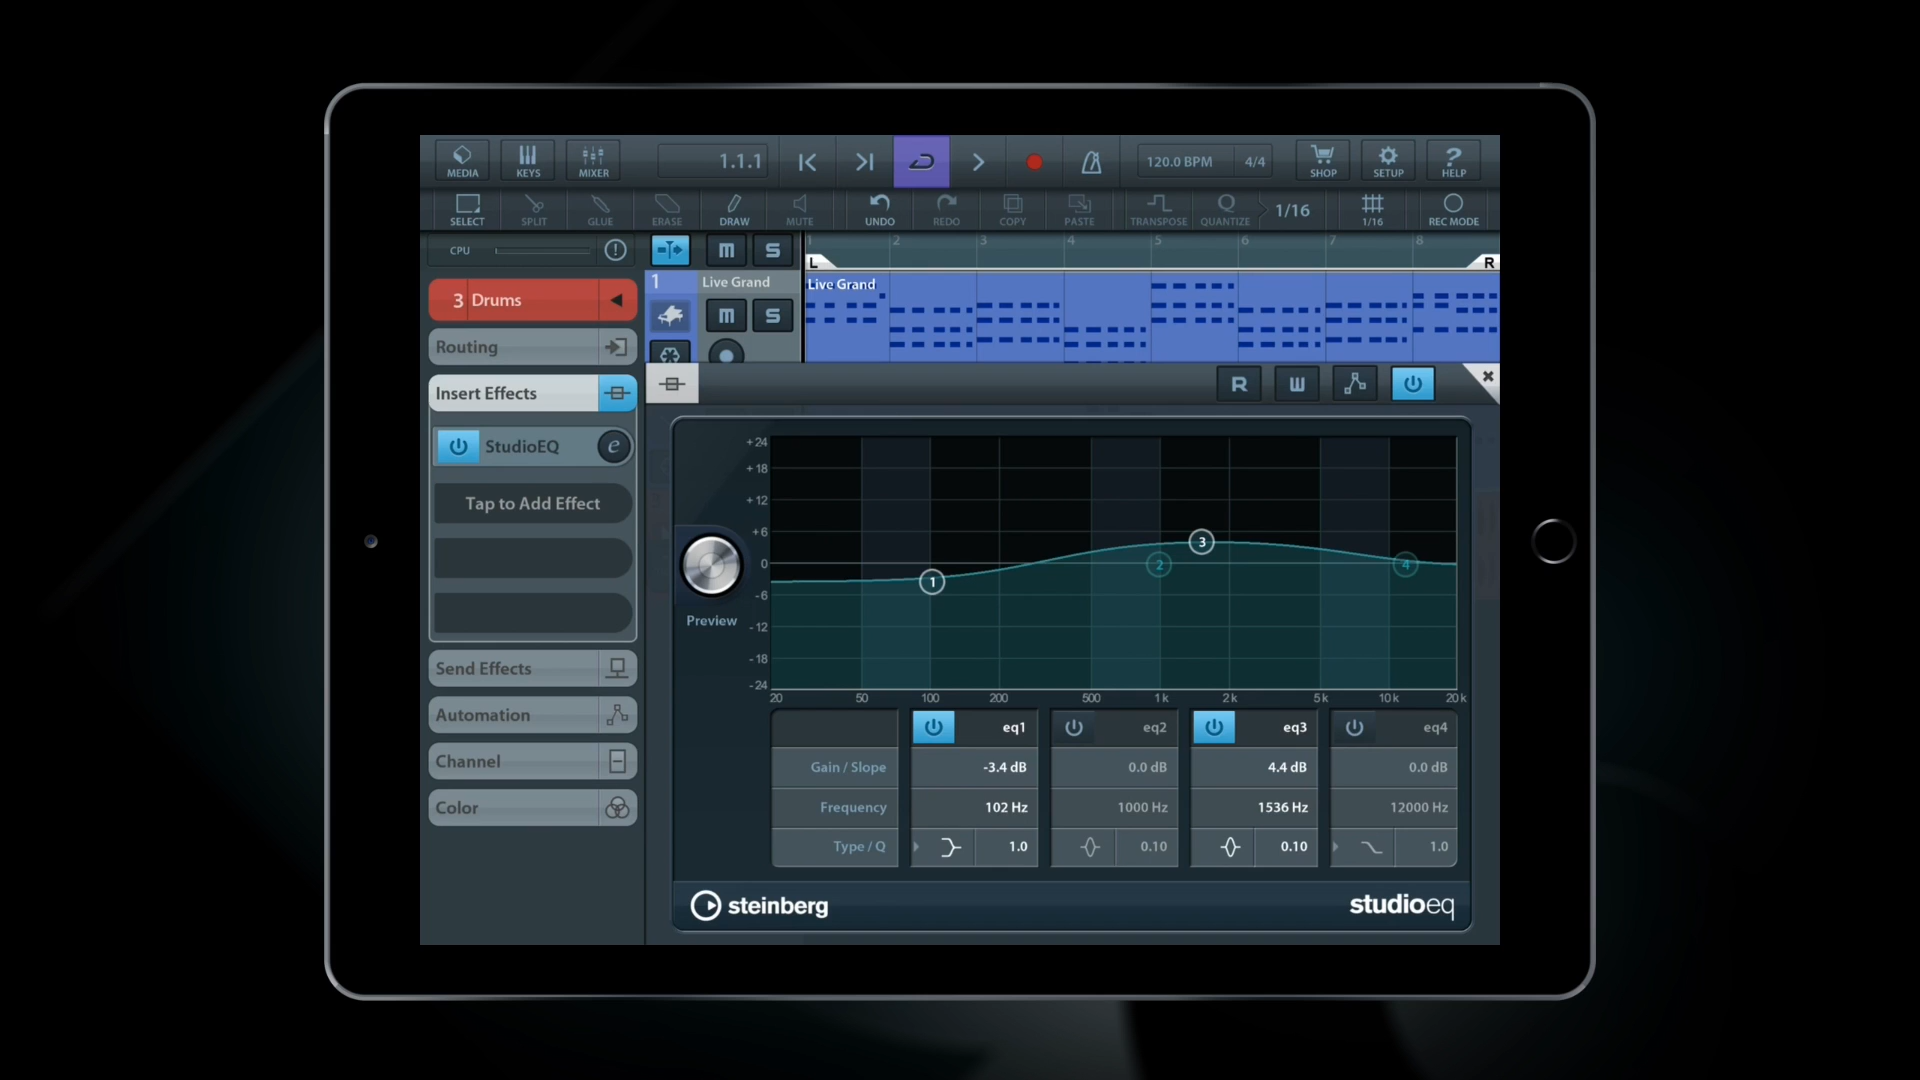 MEDIA KEYS MIXER 1.1.1 120.0 BPM 4/4 SHOP SETUP HELP
SELECT SPLIT GLUE ERASE DRAW MUTE UNDO REDO COPY PASTE TRANSPOSE QUANTIZE 1/16 1/16 REC MODE
CPU m S 1 2 3 4 5 6 7 8
L R
3 Drums
1 Live Grand Live Grand
m S
Routing
Insert Effects
R W
StudioEQ e
Tap to Add Effect
Send Effects
Automation
Channel
Color
+24
+18
+12
+6
0
-6
-12
-18
-24
1 2 3 4
Preview
20 50 100 200 500 1k 2k 5k 10k 20k
eq1 eq2 eq3 eq4
Gain / Slope -3.4 dB 0.0 dB 4.4 dB 0.0 dB
Frequency 102 Hz 1000 Hz 1536 Hz 12000 Hz
Type / Q 1.0 0.10 0.10 1.0
steinberg studioeq